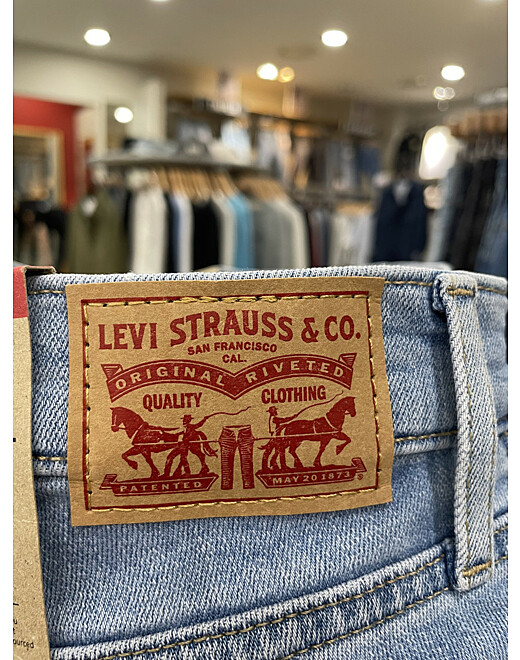 LEVI STRAUSS & CO.
SAN FRANCISCO
CAL.
ORIGINAL RIVETED
QUALITY CLOTHING
PATENTED MAY 20 1873 ®